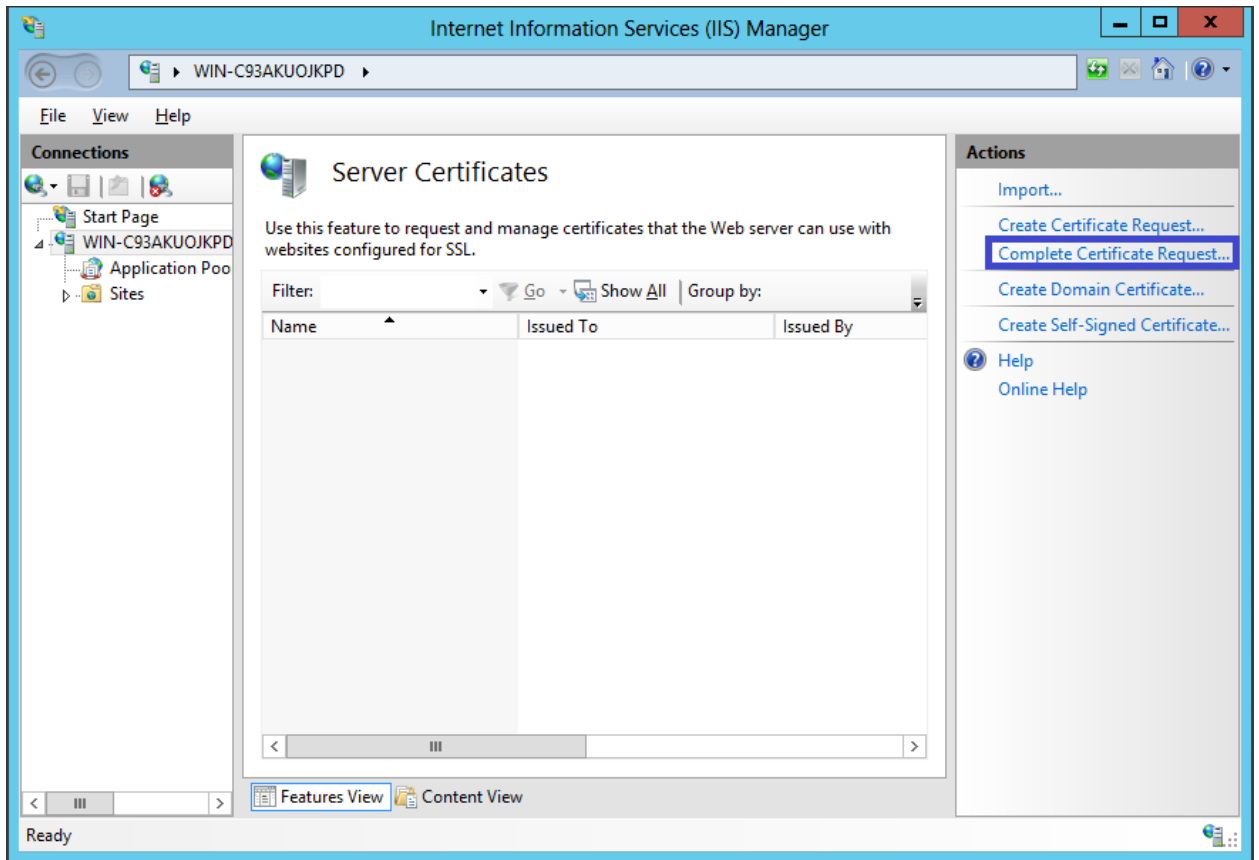 Internet Information Services (IIS) Manager
WIN-C93AKUOJKPD
File View Help
Connections
Start Page
WIN-C93AKUOJKPD
Application Poo
Sites
Server Certificates
Use this feature to request and manage certificates that the Web server can use with
websites configured for SSL.
Filter: Go Show All Group by:
Name Issued To Issued By
Features View Content View
Actions
Import...
Create Certificate Request...
Complete Certificate Request...
Create Domain Certificate...
Create Self-Signed Certificate...
Help
Online Help
Ready